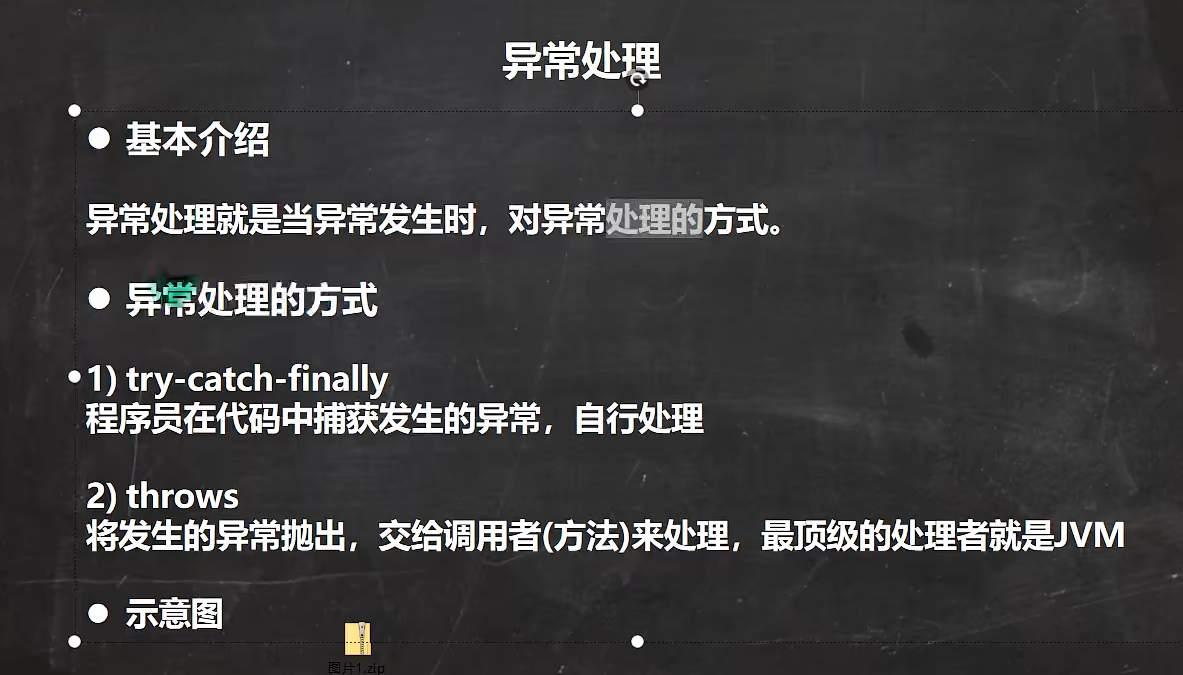 异常处理
● 基本介绍
异常处理就是当异常发生时，对异常处理的方式。
● 异常处理的方式
1) try-catch-finally
程序员在代码中捕获发生的异常，自行处理
2) throws
将发生的异常抛出，交给调用者(方法)来处理，最顶级的处理者就是JVM
● 示意图
图片1.zip